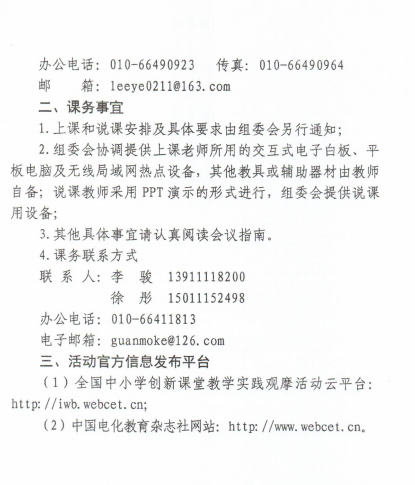 办公电话：010-66490923　传真：010-66490964
邮　　箱：leeye0211@163.com
二、课务事宜
1.上课和说课安排及具体要求由组委会另行通知；
2.组委会协调提供上课老师所用的交互式电子白板、平
板电脑及无线局域网热点设备，其他教具或辅助器材由教师
自备；说课教师采用PPT演示的形式进行，组委会提供说课
用设备；
3.其他具体事宜请认真阅读会议指南。
4.课务联系方式
联 系 人：李　骏　13911118200
徐　彤　15011152498
办公电话：010-66411813
电子邮箱：guanmoke@126.com
三、活动官方信息发布平台
（1）全国中小学创新课堂教学实践观摩活动云平台：
http://iwb.webcet.cn;
（2）中国电化教育杂志社网站：http://www.webcet.cn。